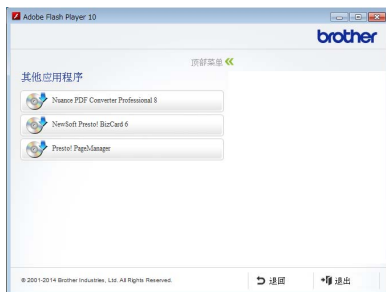 Adobe Flash Player 10
brother
顶部菜单
其他应用程序
Nuance PDF Converter Professional 8
NewSoft Presto! BizCard 6
Presto! PageManager
© 2001-2014 Brother Industries, Ltd. All Rights Reserved.
退回
退出